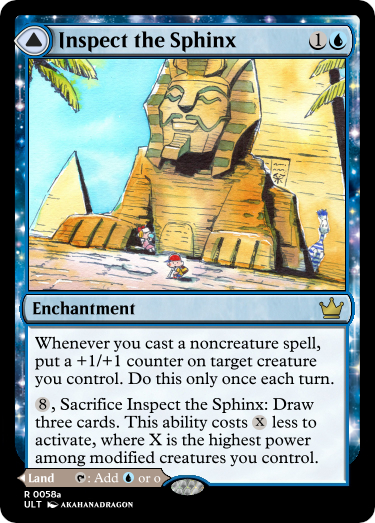 Inspect the Sphinx 1
Enchantment
Whenever you cast a noncreature spell,
put a +1/+1 counter on target creature
you control. Do this only once each turn.
8, Sacrifice Inspect the Sphinx: Draw
three cards. This ability costs X less to
activate, where X is the highest power
among modified creatures you control.
Land : Add or o
R 0058a
ULT AKAHANADRAGON